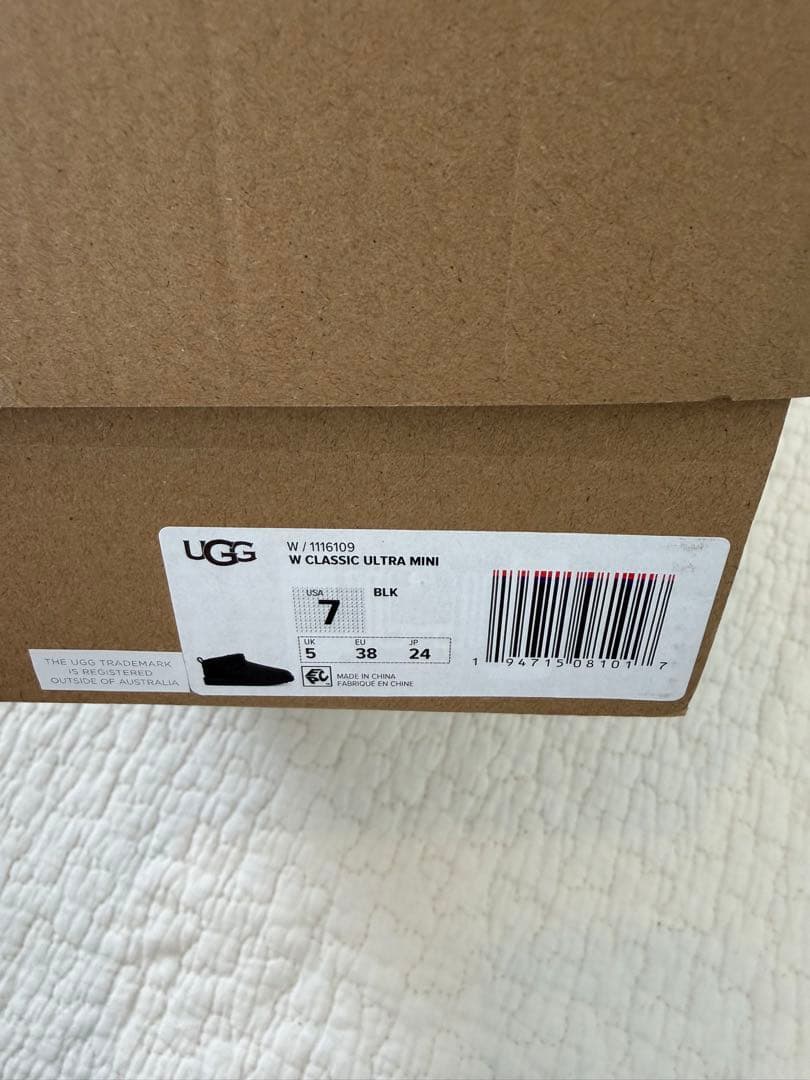 UGG
W / 1116109
W CLASSIC ULTRA MINI
USA
7
BLK
UK
5
EU
38
JP
24
MADE IN CHINA
FABRIQUÉ EN CHINE
1 94715 08101 7
THE UGG TRADEMARK
IS REGISTERED
OUTSIDE OF AUSTRALIA